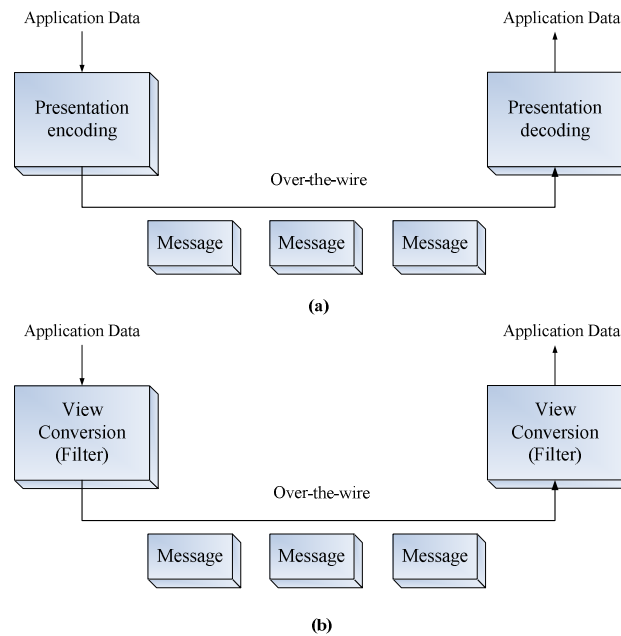 Application Data
Application Data
Presentation
encoding
Presentation
decoding
Over-the-wire
Message
Message
Message
(a)
Application Data
Application Data
View
Conversion
(Filter)
View
Conversion
(Filter)
Over-the-wire
Message
Message
Message
(b)